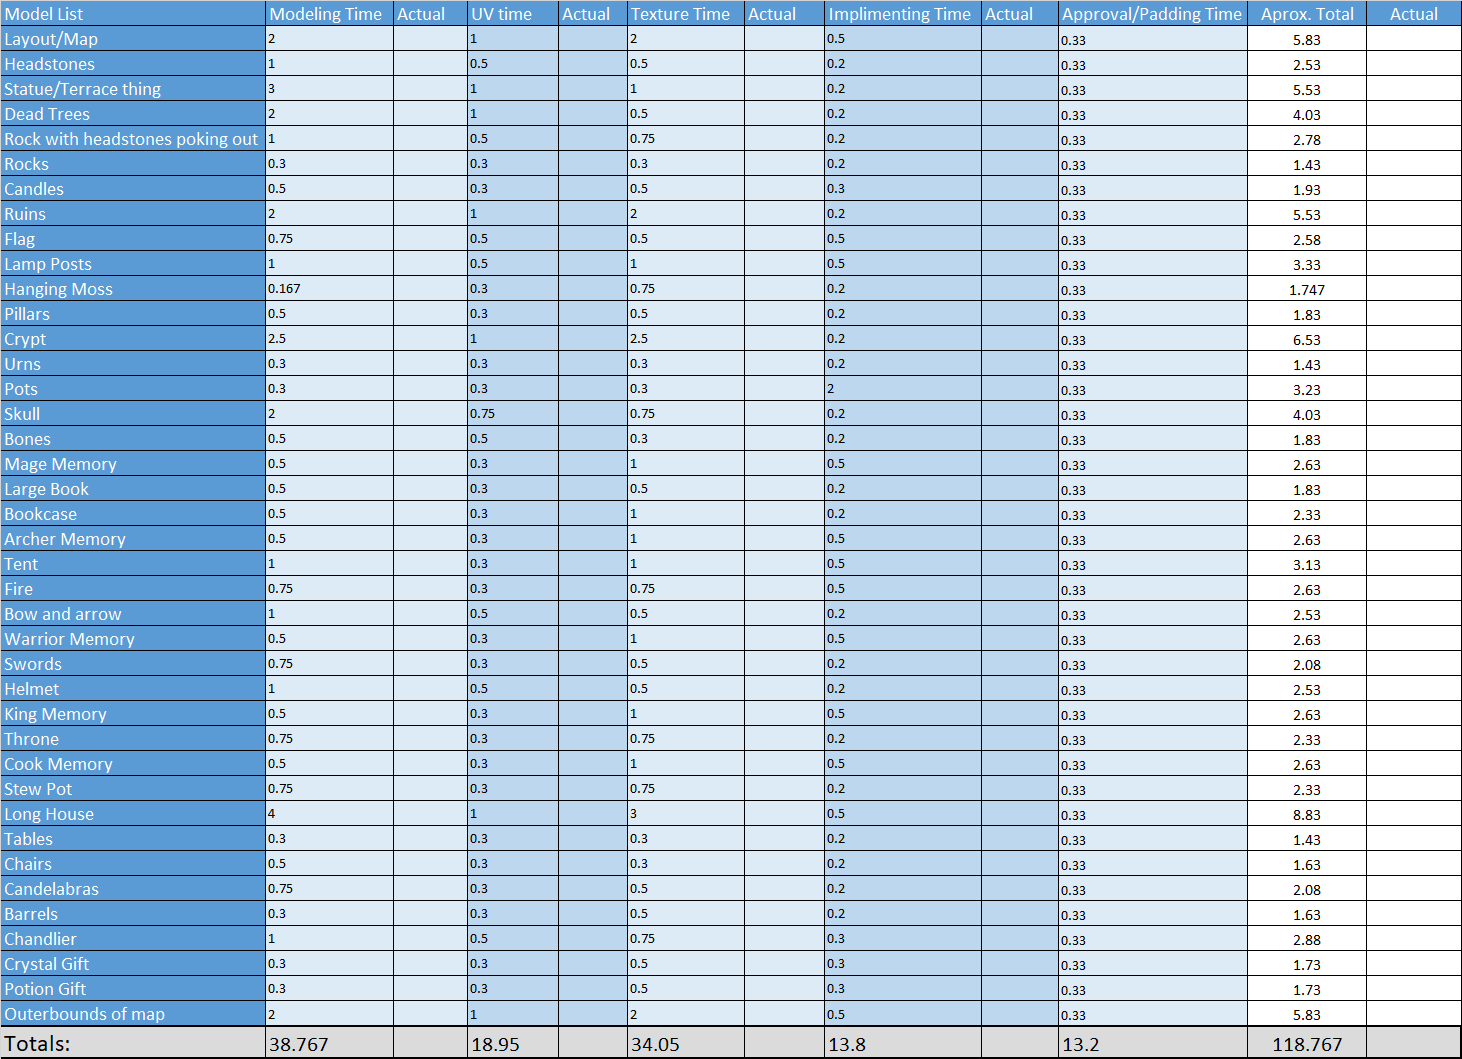 Model List Modeling Time Actual UV time Actual Texture Time Actual Implimenting Time Actual Approval/Padding Time Aprox. Total Actual
Layout/Map 2 1 2 0.5 0.33 5.83
Headstones 1 0.5 0.5 0.2 0.33 2.53
Statue/Terrace thing 3 1 1 0.2 0.33 5.53
Dead Trees 2 1 0.5 0.2 0.33 4.03
Rock with headstones poking out 1 0.5 0.75 0.2 0.33 2.78
Rocks 0.3 0.3 0.3 0.2 0.33 1.43
Candles 0.5 0.3 0.5 0.3 0.33 1.93
Ruins 2 1 2 0.2 0.33 5.53
Flag 0.75 0.5 0.5 0.5 0.33 2.58
Lamp Posts 1 0.5 1 0.5 0.33 3.33
Hanging Moss 0.167 0.3 0.75 0.2 0.33 1.747
Pillars 0.5 0.3 0.5 0.2 0.33 1.83
Crypt 2.5 1 2.5 0.2 0.33 6.53
Urns 0.3 0.3 0.3 0.2 0.33 1.43
Pots 0.3 0.3 0.3 2 0.33 3.23
Skull 2 0.75 0.75 0.2 0.33 4.03
Bones 0.5 0.5 0.3 0.2 0.33 1.83
Mage Memory 0.5 0.3 1 0.5 0.33 2.63
Large Book 0.5 0.3 0.5 0.2 0.33 1.83
Bookcase 0.5 0.3 1 0.2 0.33 2.33
Archer Memory 0.5 0.3 1 0.5 0.33 2.63
Tent 1 0.3 1 0.5 0.33 3.13
Fire 0.75 0.3 0.75 0.5 0.33 2.63
Bow and arrow 1 0.5 0.5 0.2 0.33 2.53
Warrior Memory 0.5 0.3 1 0.5 0.33 2.63
Swords 0.75 0.3 0.5 0.2 0.33 2.08
Helmet 1 0.5 0.5 0.2 0.33 2.53
King Memory 0.5 0.3 1 0.5 0.33 2.63
Throne 0.75 0.3 0.75 0.2 0.33 2.33
Cook Memory 0.5 0.3 1 0.5 0.33 2.63
Stew Pot 0.75 0.3 0.75 0.2 0.33 2.33
Long House 4 1 3 0.5 0.33 8.83
Tables 0.3 0.3 0.3 0.2 0.33 1.43
Chairs 0.5 0.3 0.3 0.2 0.33 1.63
Candelabras 0.75 0.3 0.5 0.2 0.33 2.08
Barrels 0.3 0.3 0.5 0.2 0.33 1.63
Chandlier 1 0.5 0.75 0.3 0.33 2.88
Crystal Gift 0.3 0.3 0.5 0.3 0.33 1.73
Potion Gift 0.3 0.3 0.5 0.3 0.33 1.73
Outerbounds of map 2 1 2 0.5 0.33 5.83
Totals: 38.767 18.95 34.05 13.8 13.2 118.767